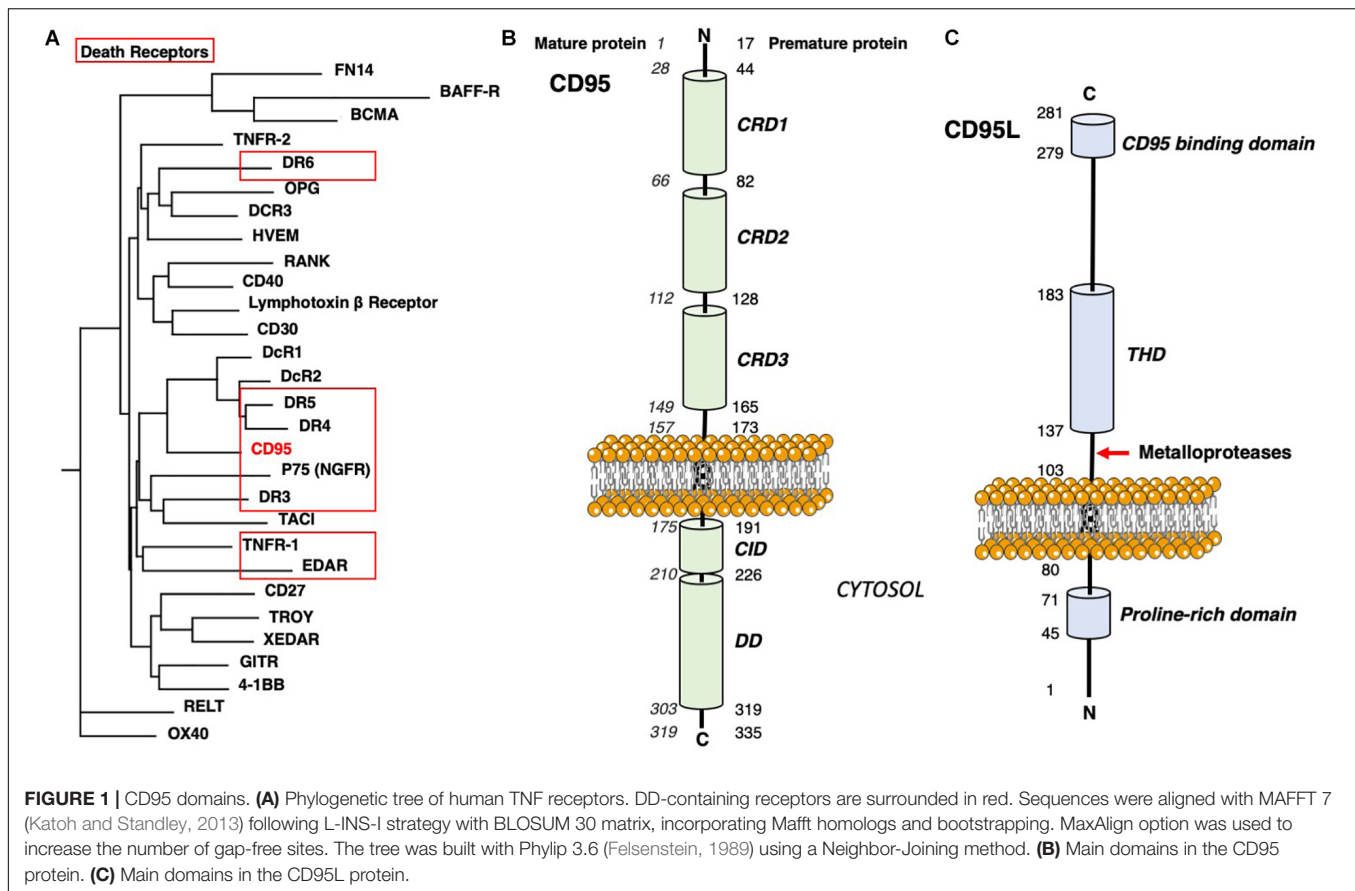 A
Death Receptors
FN14
BAFF-R
BCMA
TNFR-2
DR6
OPG
DCR3
HVEM
RANK
CD40
Lymphotoxin β Receptor
CD30
DcR1
DcR2
DR5
DR4
CD95
P75 (NGFR)
DR3
TACI
TNFR-1
EDAR
CD27
TROY
XEDAR
GITR
4-1BB
RELT
OX40
B
Mature protein 1 N 17 Premature protein
28 44
CD95
CRD1
66 82
CRD2
112 128
CRD3
149 165
157 173
175 191
CID
210 226
CYTOSOL
DD
303 319
319 C 335
C
C
281
CD95L
CD95 binding domain
279
183
THD
137
Metalloproteases
103
80
71
Proline-rich domain
45
1
N
FIGURE 1 | CD95 domains. (A) Phylogenetic tree of human TNF receptors. DD-containing receptors are surrounded in red. Sequences were aligned with MAFFT 7
(Katoh and Standley, 2013) following L-INS-I strategy with BLOSUM 30 matrix, incorporating Mafft homologs and bootstrapping. MaxAlign option was used to
increase the number of gap-free sites. The tree was built with Phylip 3.6 (Felsenstein, 1989) using a Neighbor-Joining method. (B) Main domains in the CD95
protein. (C) Main domains in the CD95L protein.